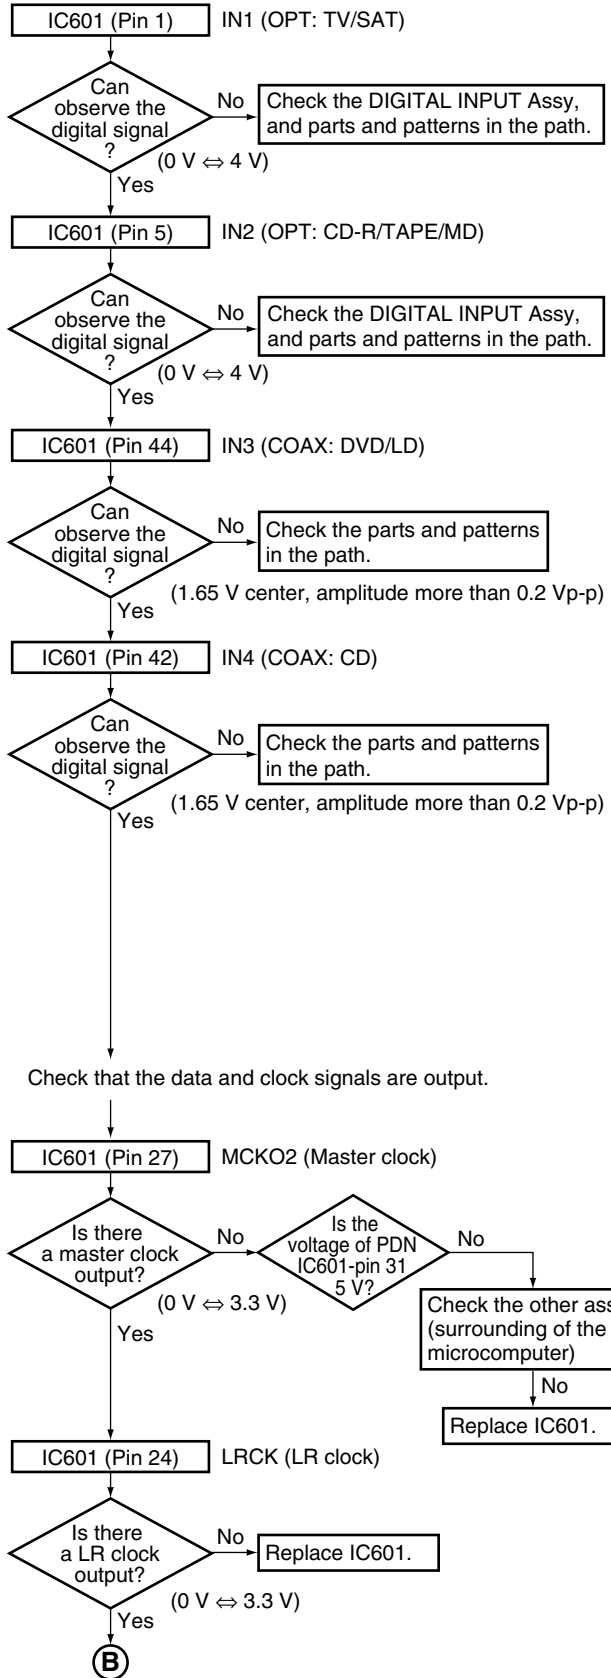 IC601 (Pin 1) IN1 (OPT: TV/SAT)
Can
observe the
digital signal
?
No
Check the DIGITAL INPUT Assy,
and parts and patterns in the path.
(0 V ⇔ 4 V)
Yes
IC601 (Pin 5) IN2 (OPT: CD-R/TAPE/MD)
Can
observe the
digital signal
?
No
Check the DIGITAL INPUT Assy,
and parts and patterns in the path.
(0 V ⇔ 4 V)
Yes
IC601 (Pin 44) IN3 (COAX: DVD/LD)
Can
observe the
digital signal
?
No
Check the parts and patterns
in the path.
(1.65 V center, amplitude more than 0.2 Vp-p)
Yes
IC601 (Pin 42) IN4 (COAX: CD)
Can
observe the
digital signal
?
No
Check the parts and patterns
in the path.
(1.65 V center, amplitude more than 0.2 Vp-p)
Yes
Check that the data and clock signals are output.
IC601 (Pin 27) MCKO2 (Master clock)
Is there
a master clock
output?
No
Is the
voltage of PDN
IC601-pin 31
5 V?
No
(0 V ⇔ 3.3 V)
Yes
Check the other
(surrounding of the
microcomputer)
No
Replace IC601.
IC601 (Pin 24) LRCK (LR clock)
Is there
a LR clock
output?
No
Replace IC601.
(0 V ⇔ 3.3 V)
Yes
B